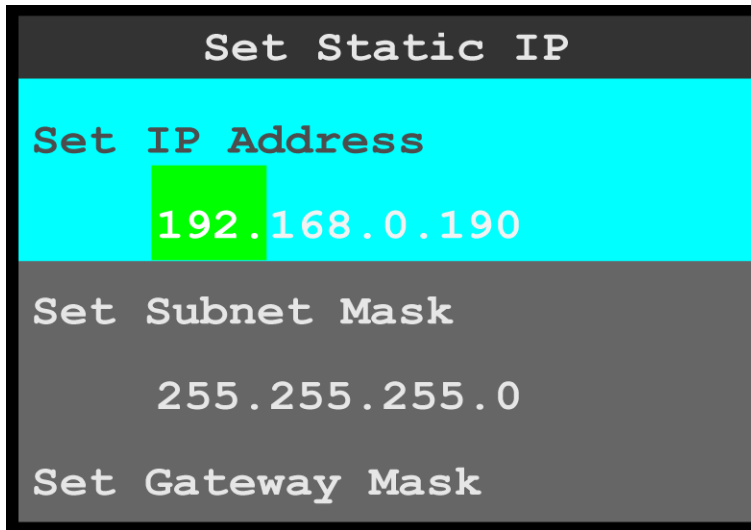 Set Static IP
Set IP Address
192.168.0.190
Set Subnet Mask
255.255.255.0
Set Gateway Mask